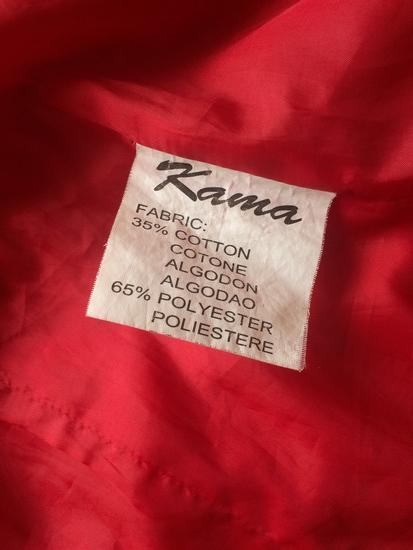 Kama
FABRIC:
35% COTTON
COTONE
ALGODON
ALGODAO
65% POLYESTER
POLIESTERE